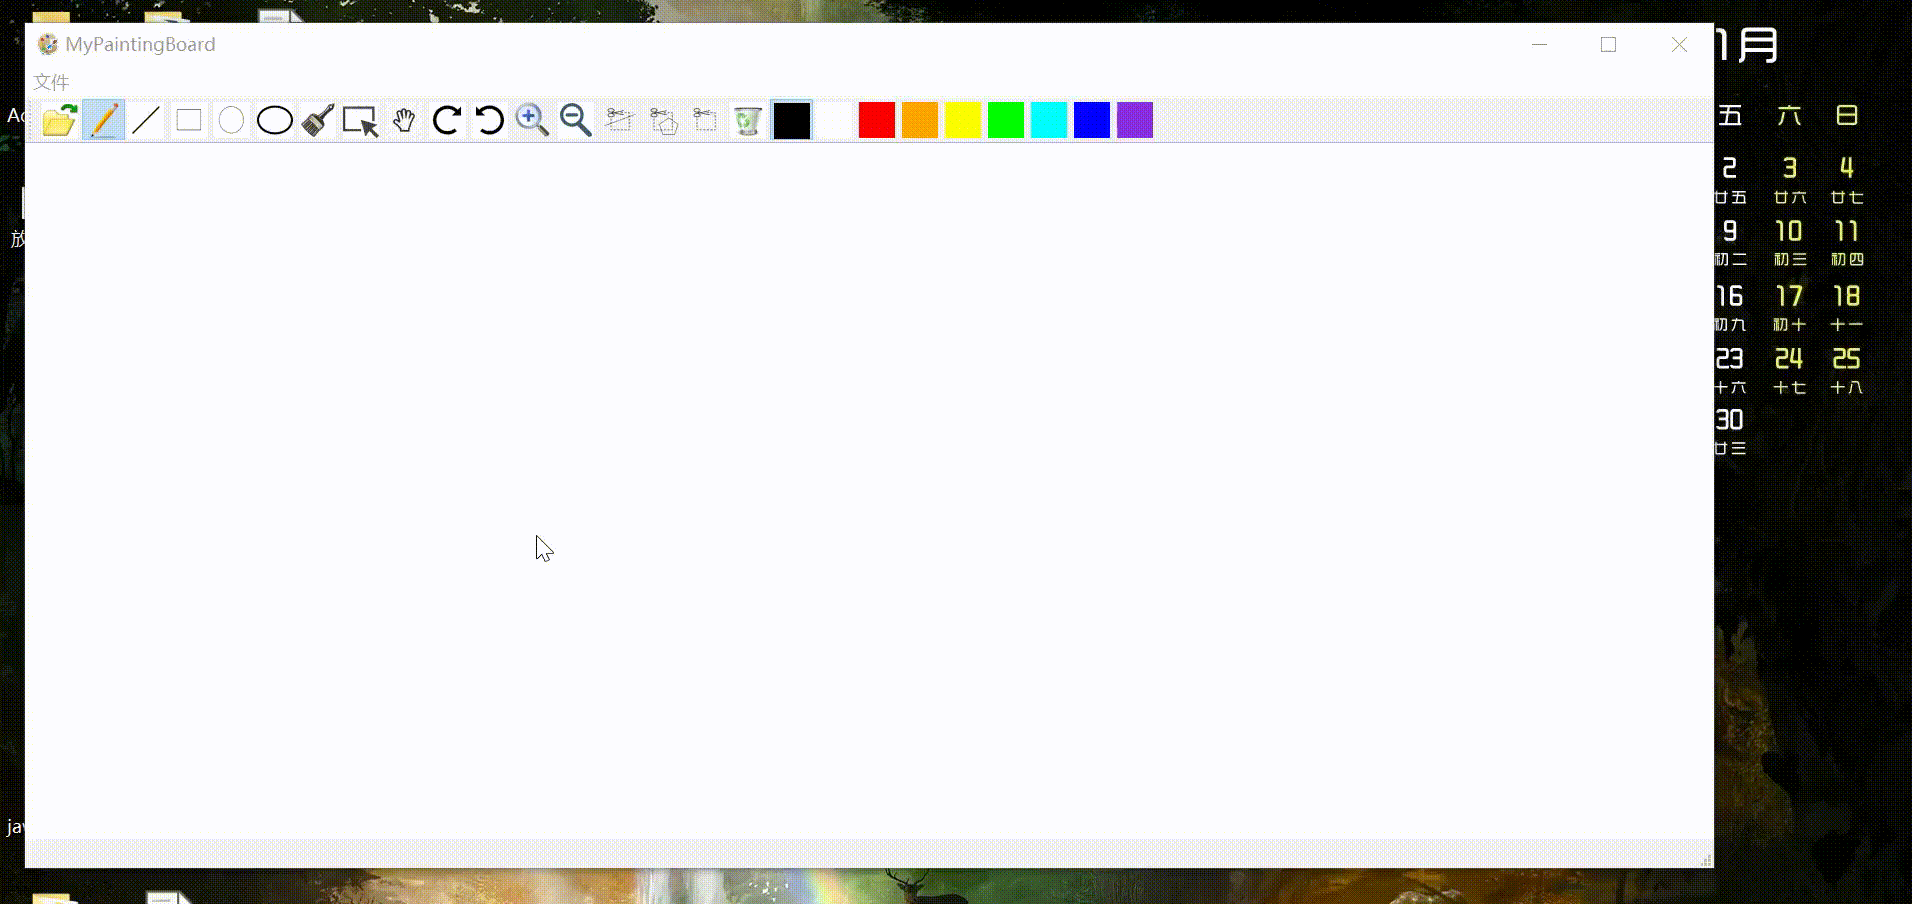 MyPaintingBoard
文件
1月
五 六 日
2 3 4
廿五 廿六 廿七
9 10 11
初二 初三 初四
16 17 18
初九 初十 十一
23 24 25
十六 十七 十八
30
廿三
放